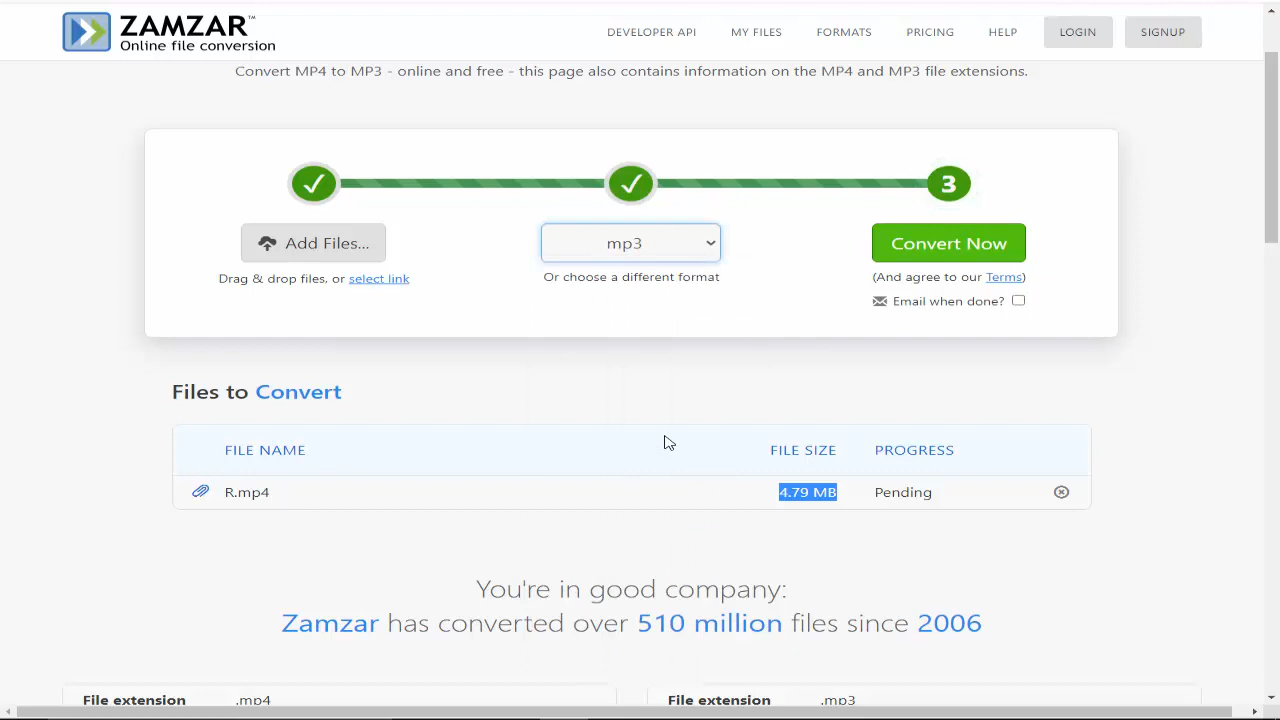 ZAMZAR™
Online file conversion
DEVELOPER API MY FILES FORMATS PRICING HELP LOGIN SIGNUP
Convert MP4 to MP3 - online and free - this page also contains information on the MP4 and MP3 file extensions.
3
Add Files... mp3 Convert Now
Drag & drop files, or select link Or choose a different format (And agree to our Terms)
Email when done?
Files to Convert
FILE NAME FILE SIZE PROGRESS
R.mp4 4.79 MB Pending
You're in good company:
Zamzar has converted over 510 million files since 2006
File extension .mp4 File extension .mp3